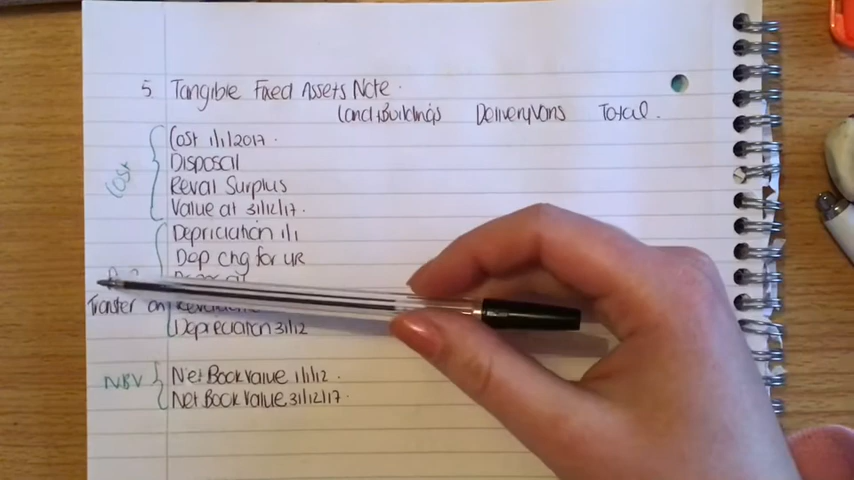 5 Tangible Fixed Assets Note.
Land+Buildings Delivery Vans Total.
Cost
Cost 1/1/2017.
Disposal
Reval Surplus
Value at 31/12/17.
Depriciation 1/1
Dep chg for UR
Transfer on
Depreciation 31/12
NBV
Net Book Value 1/1/12.
Net Book Value 31/12/17.